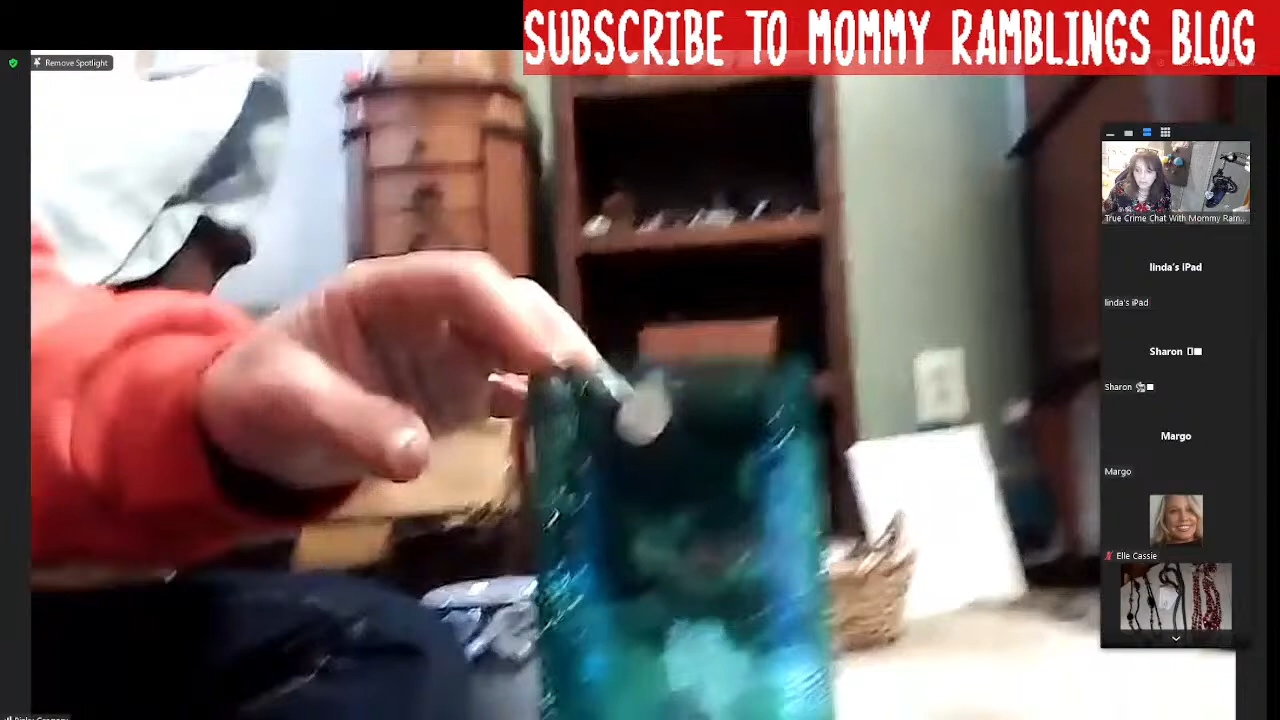 SUBSCRIBE TO MOMMY RAMBLINGS BLOG
Remove Spotlight
True Crime Chat With Mommy Ram...
linda's iPad
linda's iPad
Sharon
Sharon
Margo
Margo
Elle Cassie